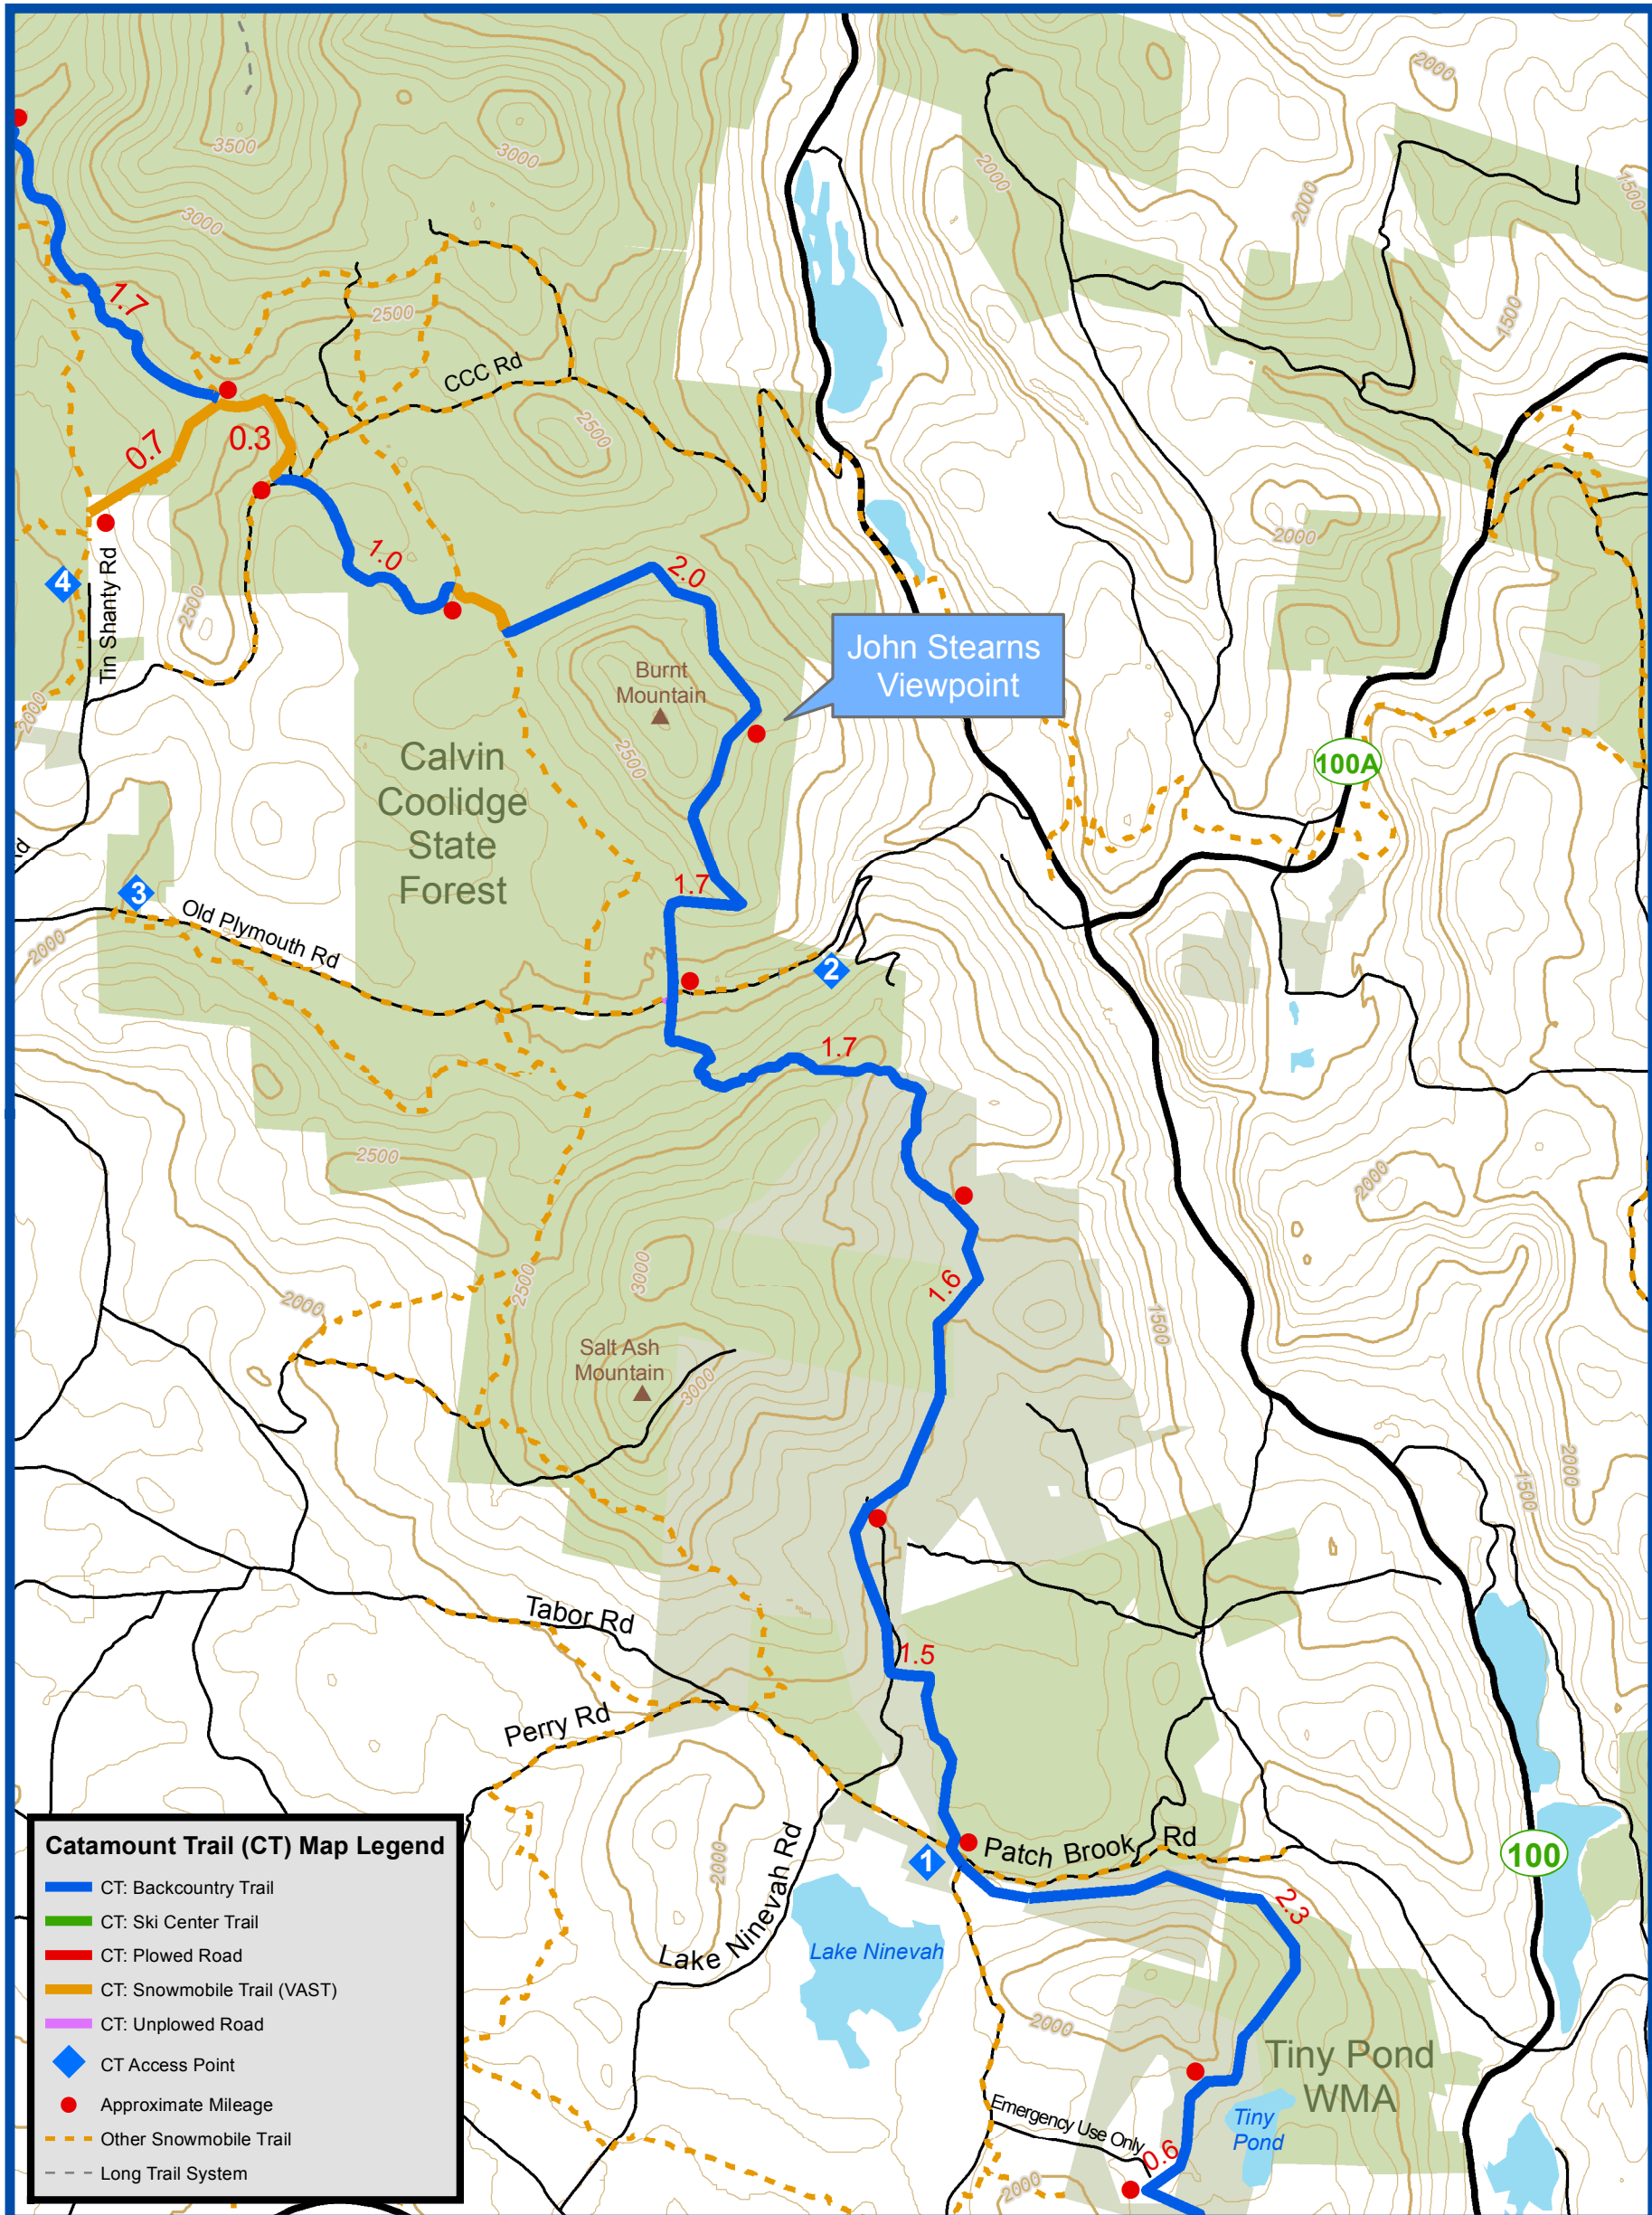 3500
3000
3000
2000
2000
2000
1500
1500
1.7
2500
CCC Rd
2500
0.7
0.3
2000
1.0
2.0
4
Tin Shanty Rd
2500
John Stearns
Viewpoint
Burnt
Mountain
2000
2500
100A
Calvin
Coolidge
State
Forest
Rd
1.7
3
Old Plymouth Rd
2000
2
1.7
2500
2000
2500
3000
1.6
2000
1500
Salt Ash
Mountain
3000
2000
1500
Tabor Rd
1.5
Perry Rd
2000
1
Patch Brook Rd
100
Lake Ninevah Rd
2.3
Lake Ninevah
2000
Tiny Pond
WMA
Emergency Use Only
Tiny
Pond
0.6
2000
Catamount Trail (CT) Map Legend
CT: Backcountry Trail
CT: Ski Center Trail
CT: Plowed Road
CT: Snowmobile Trail (VAST)
CT: Unplowed Road
CT Access Point
Approximate Mileage
Other Snowmobile Trail
Long Trail System